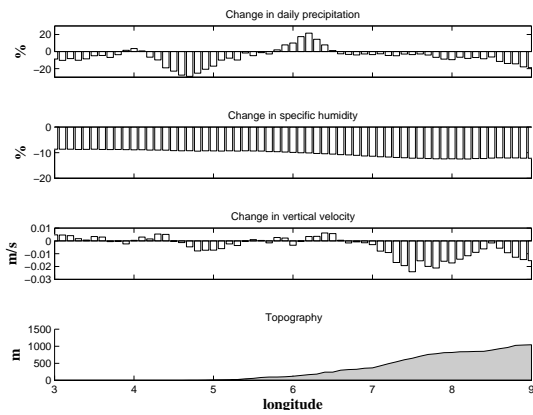 Change in daily precipitation
20
0
−20
%
Change in specific humidity
0
−10
−20
%
Change in vertical velocity
0.01
0
−0.01
−0.02
−0.03
m/s
Topography
1500
1000
500
0
m
3 4 5 6 7 8 9
longitude